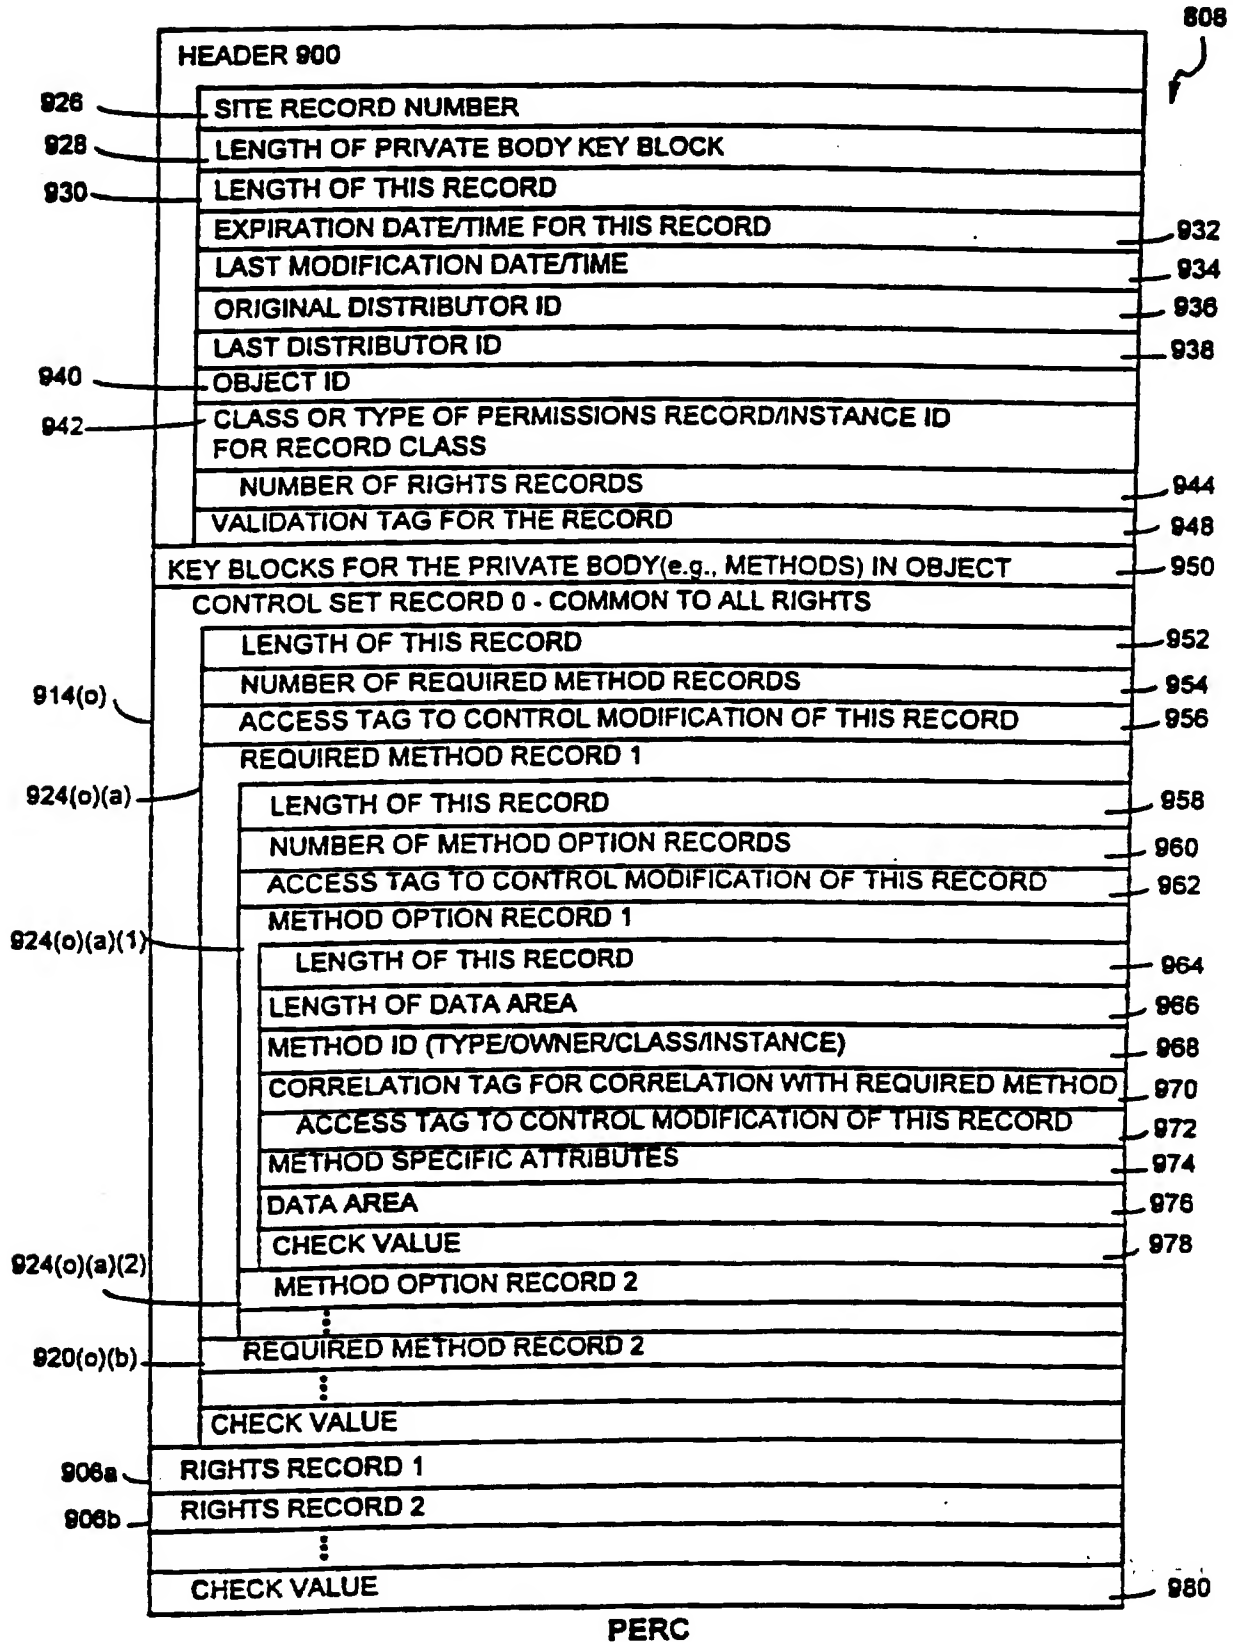 808
HEADER 900
926 SITE RECORD NUMBER
928 LENGTH OF PRIVATE BODY KEY BLOCK
930 LENGTH OF THIS RECORD
EXPIRATION DATE/TIME FOR THIS RECORD 932
LAST MODIFICATION DATE/TIME 934
ORIGINAL DISTRIBUTOR ID 936
LAST DISTRIBUTOR ID 938
940 OBJECT ID
942 CLASS OR TYPE OF PERMISSIONS RECORD/INSTANCE ID
FOR RECORD CLASS
NUMBER OF RIGHTS RECORDS 944
VALIDATION TAG FOR THE RECORD 948
KEY BLOCKS FOR THE PRIVATE BODY(e.g., METHODS) IN OBJECT 950
CONTROL SET RECORD 0 - COMMON TO ALL RIGHTS
LENGTH OF THIS RECORD 952
914(o) NUMBER OF REQUIRED METHOD RECORDS 954
ACCESS TAG TO CONTROL MODIFICATION OF THIS RECORD 956
REQUIRED METHOD RECORD 1
924(o)(a) LENGTH OF THIS RECORD 958
NUMBER OF METHOD OPTION RECORDS 960
ACCESS TAG TO CONTROL MODIFICATION OF THIS RECORD 962
METHOD OPTION RECORD 1
924(o)(a)(1) LENGTH OF THIS RECORD 964
LENGTH OF DATA AREA 966
METHOD ID (TYPE/OWNER/CLASS/INSTANCE) 968
CORRELATION TAG FOR CORRELATION WITH REQUIRED METHOD 970
ACCESS TAG TO CONTROL MODIFICATION OF THIS RECORD 972
METHOD SPECIFIC ATTRIBUTES 974
DATA AREA 976
CHECK VALUE 978
924(o)(a)(2) METHOD OPTION RECORD 2
920(o)(b) REQUIRED METHOD RECORD 2
CHECK VALUE
906a RIGHTS RECORD 1
906b RIGHTS RECORD 2
CHECK VALUE 980
PERC